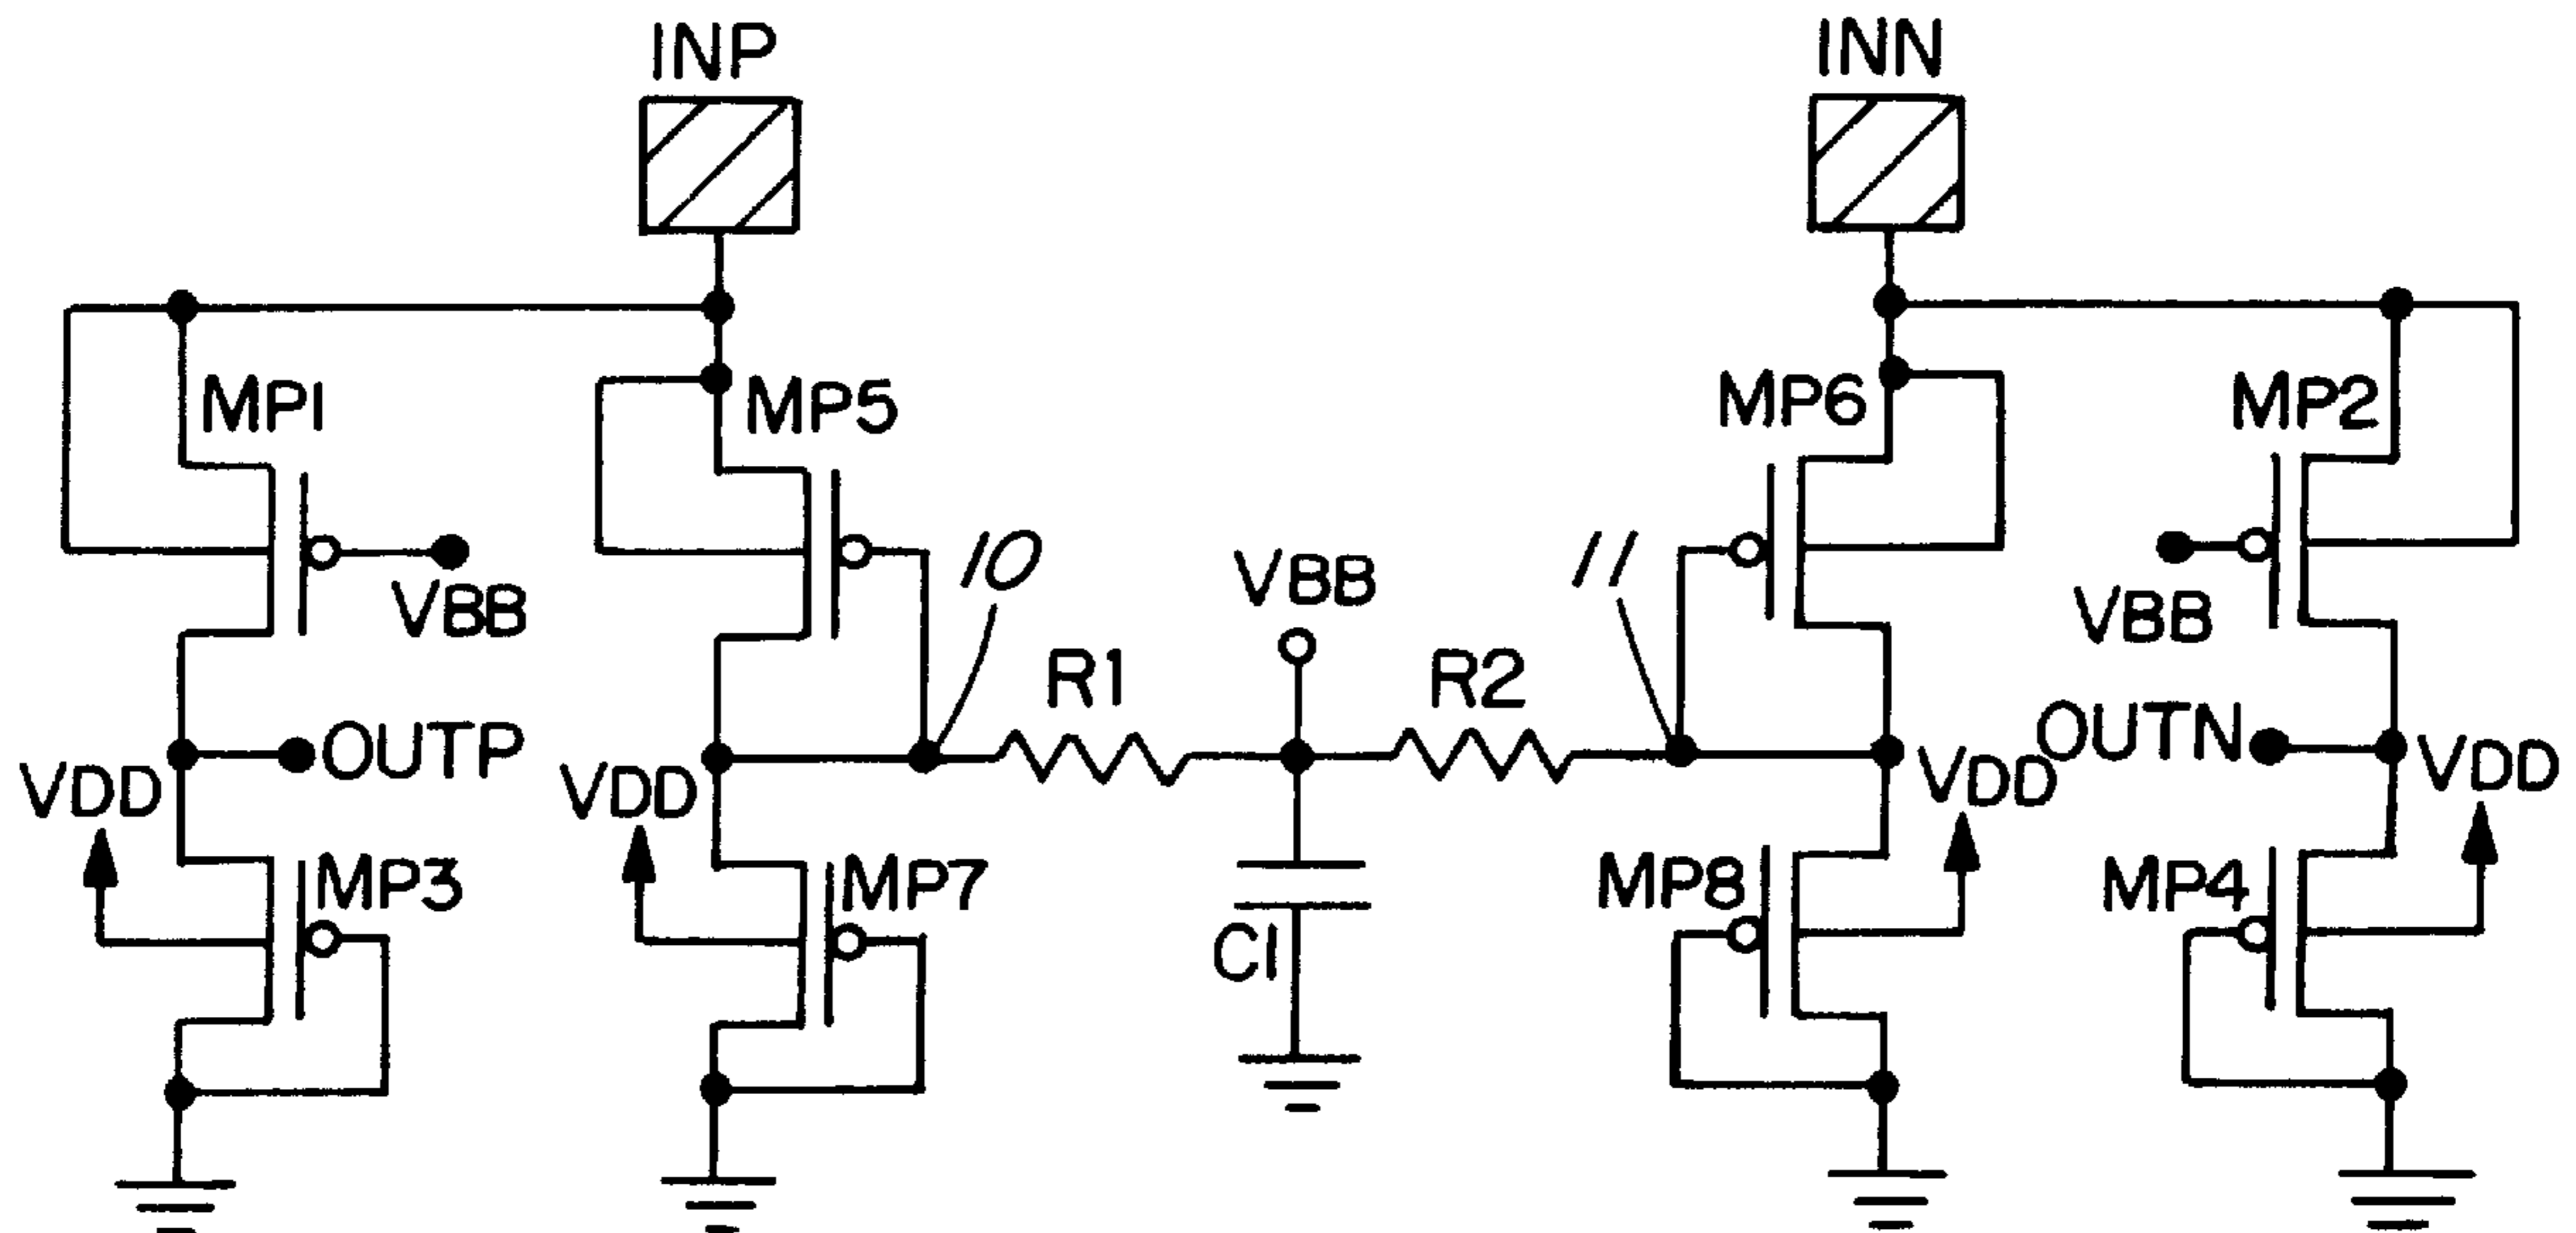 INP
INN
MP1
MP5
MP6
MP2
10
VBB
11
VBB
VBB
R1
R2
OUTP
OUTN
VDD
VDD
VDD
VDD
MP3
MP7
MP8
MP4
C1